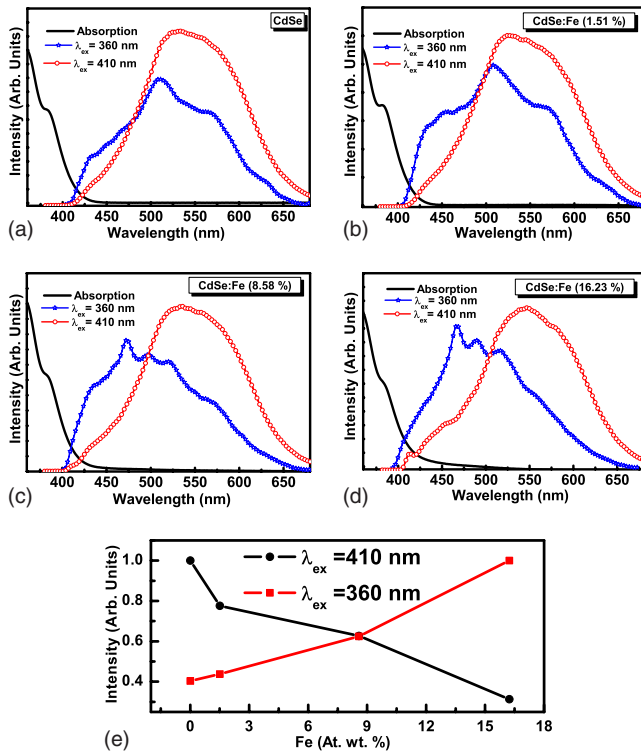 CdSe
Absorption
λex = 360 nm
λex = 410 nm
Intensity (Arb. Units)
400 450 500 550 600 650
Wavelength (nm)
(a)
CdSe:Fe (1.51 %)
Absorption
λex = 360 nm
λex = 410 nm
Intensity (Arb. Units)
400 450 500 550 600 650
Wavelength (nm)
(b)
CdSe:Fe (8.58 %)
Absorption
λex = 360 nm
λex = 410 nm
Intensity (Arb. Units)
400 450 500 550 600 650
Wavelength (nm)
(c)
CdSe:Fe (16.23 %)
Absorption
λex = 360 nm
λex = 410 nm
Intensity (Arb. Units)
400 450 500 550 600 650
Wavelength (nm)
(d)
λex =410 nm
λex =360 nm
Intensity (Arb. Units)
1.0
0.8
0.6
0.4
0 3 6 9 12 15 18
Fe (At. wt. %)
(e)